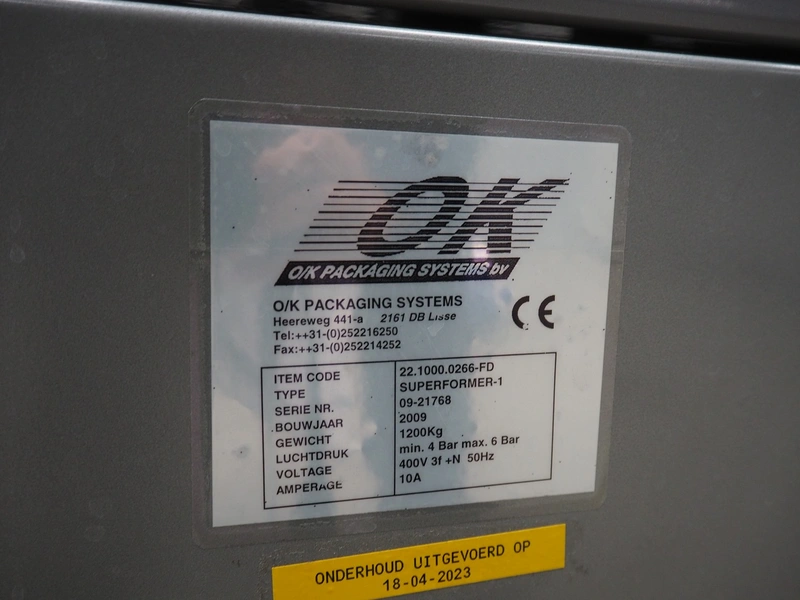 OK
O/K PACKAGING SYSTEMS bv
O/K PACKAGING SYSTEMS
Heereweg 441-a 2161 DB Lisse
Tel:++31-(0)252216250
Fax:++31-(0)252214252
CE
ITEM CODE 22.1000.0266-FD
TYPE SUPERFORMER-1
SERIE NR. 09-21768
BOUWJAAR 2009
GEWICHT 1200Kg
LUCHTDRUK min. 4 Bar max. 6 Bar
VOLTAGE 400V 3f +N 50Hz
AMPERAGE 10A
ONDERHOUD UITGEVOERD OP
18-04-2023